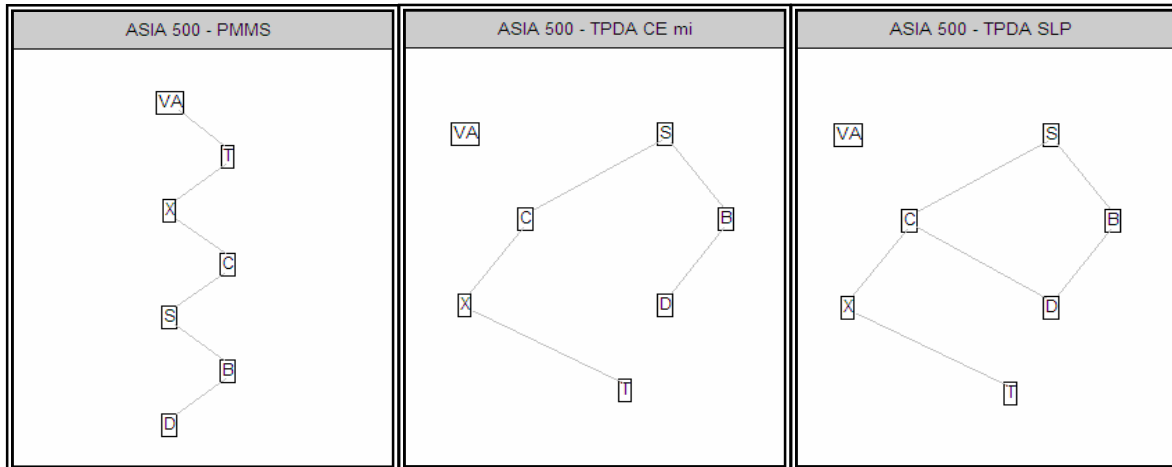 ASIA 500 - PMMS
VA
T
X
C
S
B
D
ASIA 500 - TPDA CE mi
VA
S
C
B
X
D
T
ASIA 500 - TPDA SLP
VA
S
C
B
X
D
T